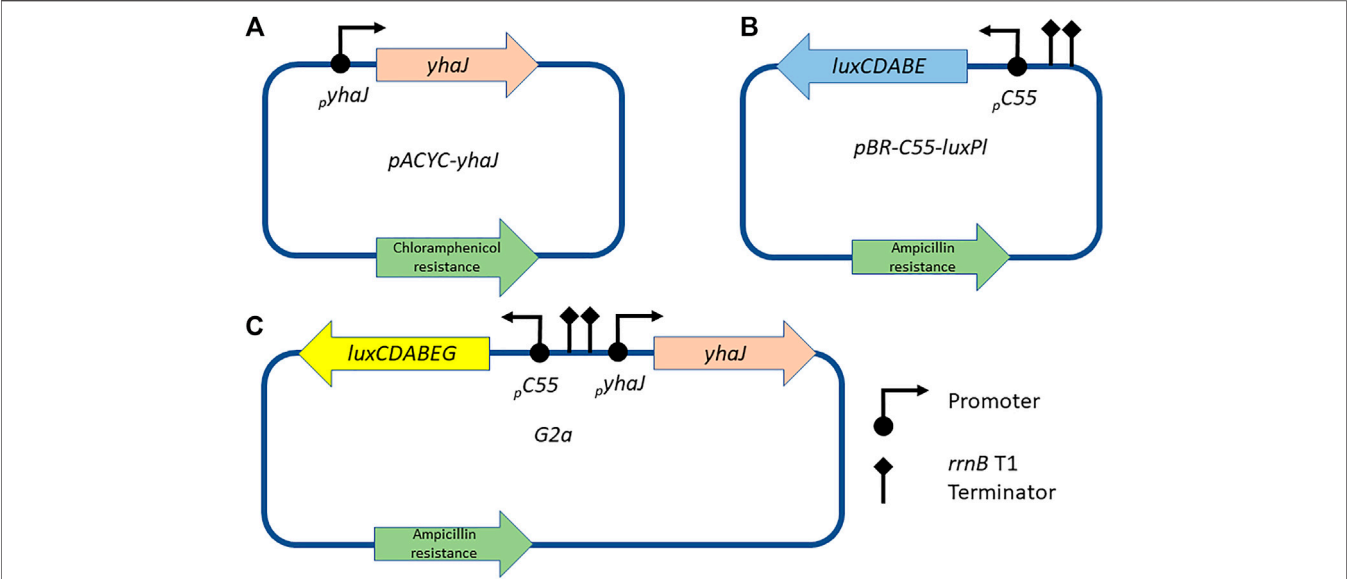 A
yhaJ
pyhaJ
pACYC-yhaJ
Chloramphenicol
resistance
B
luxCDABE
pC55
pBR-C55-luxPl
Ampicillin
resistance
C
luxCDABEG
yhaJ
pC55
pyhaJ
G2a
Ampicillin
resistance
Promoter
rrnB T1
Terminator